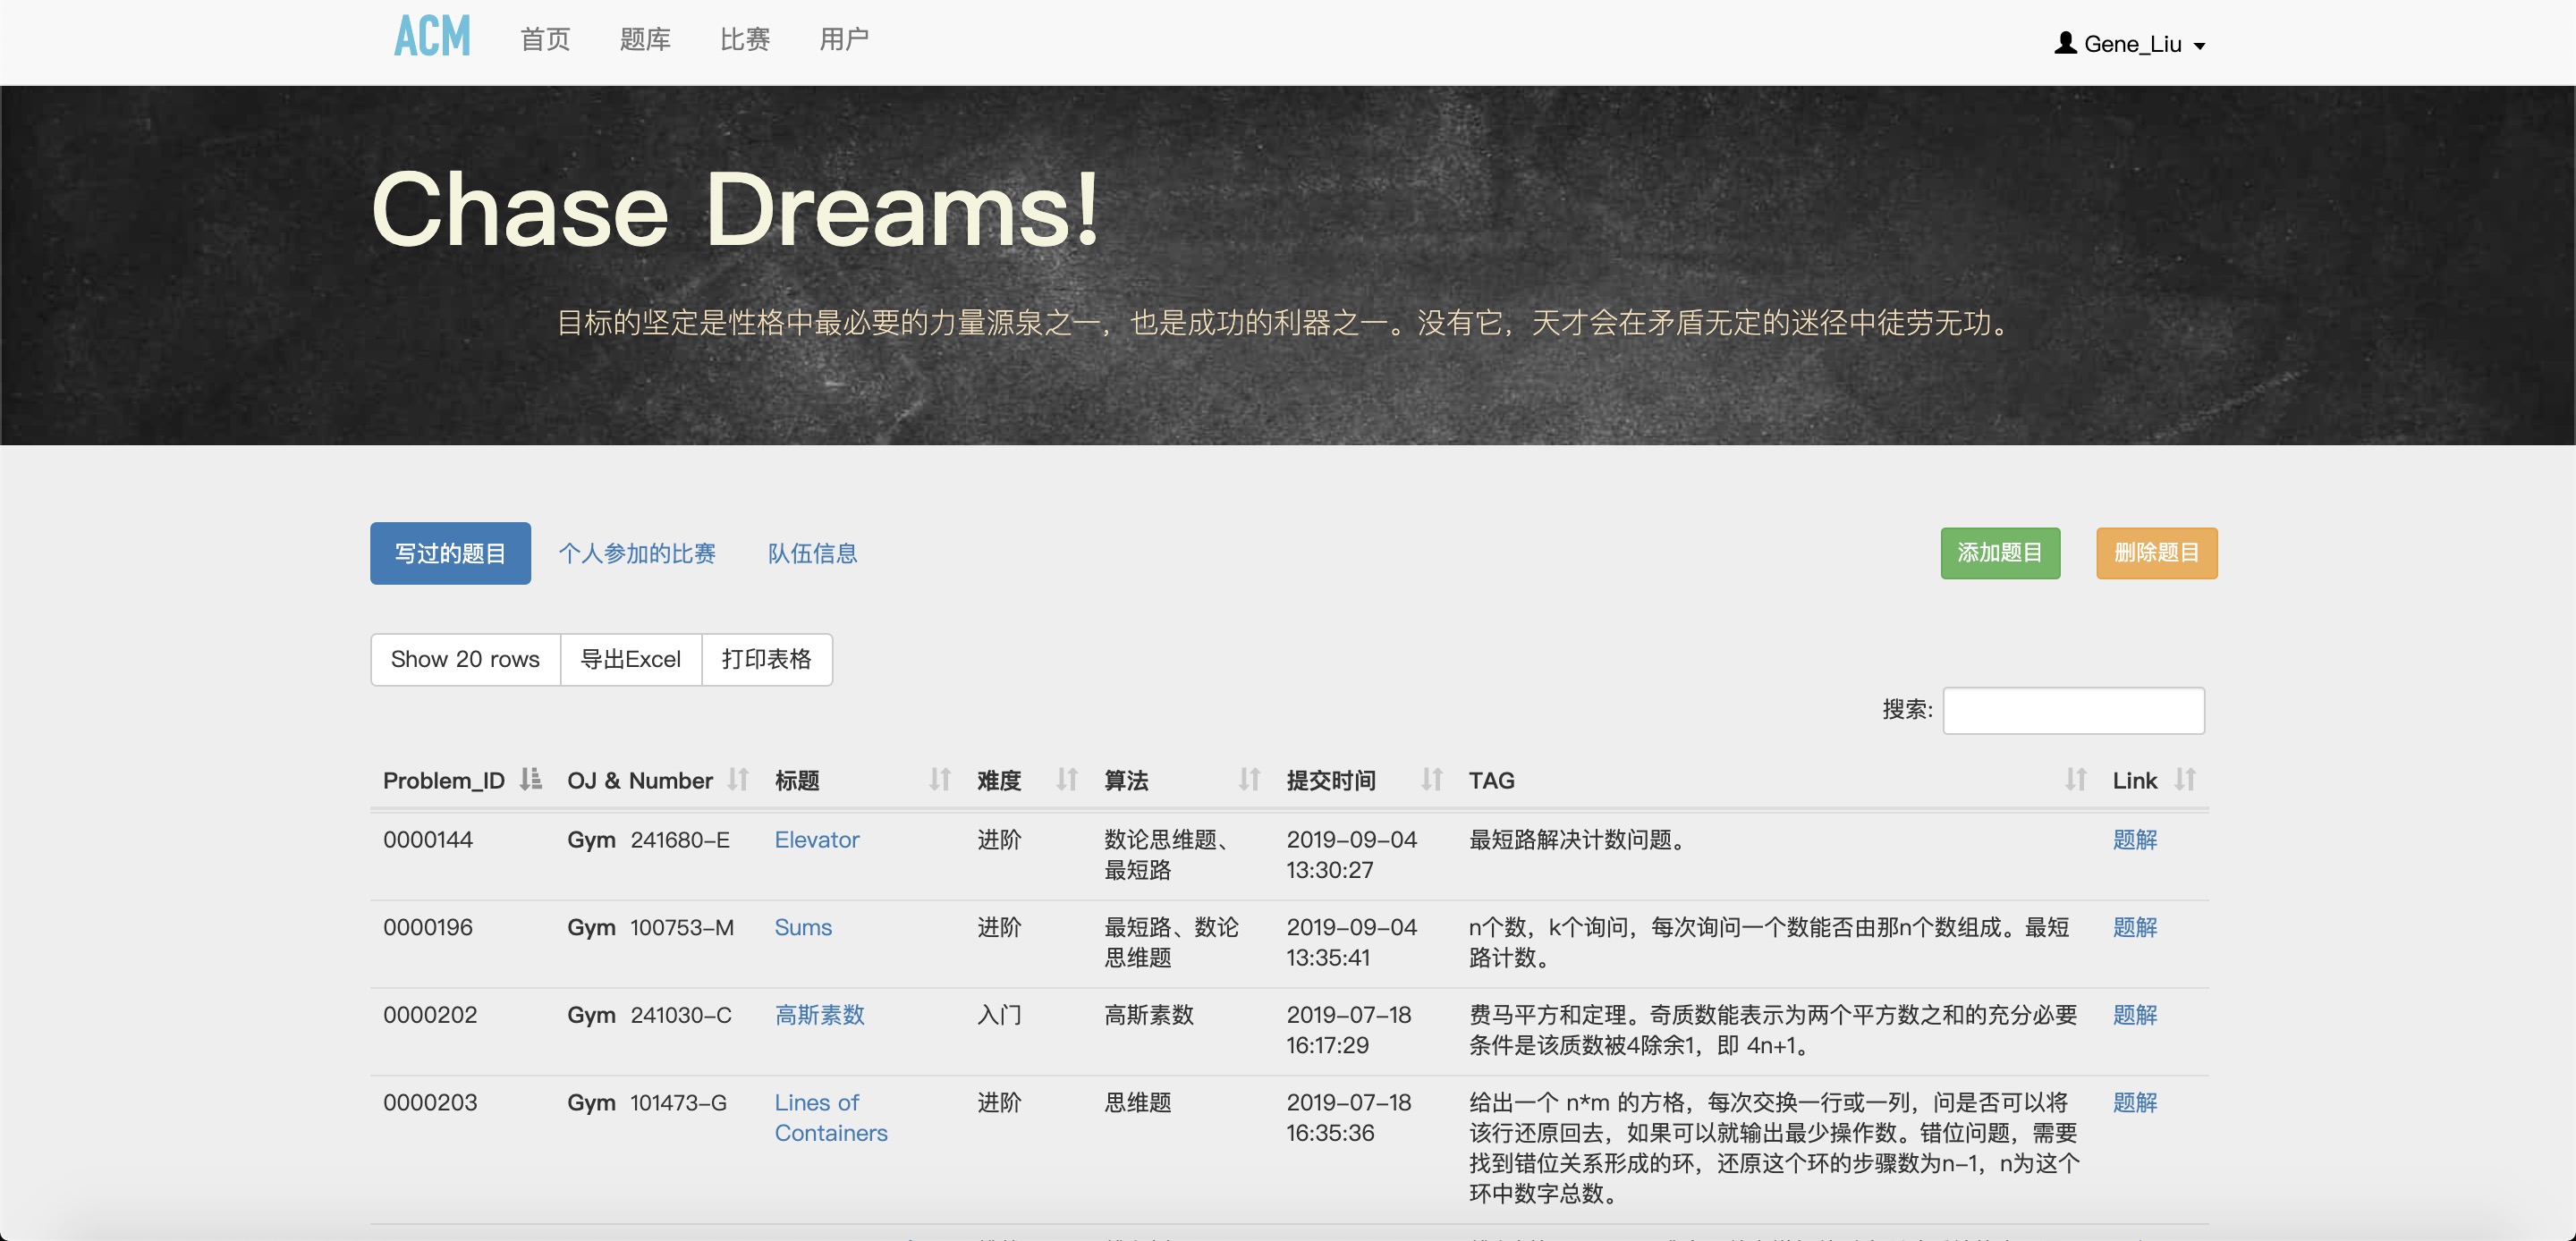 ACM 首页 题库 比赛 用户 Gene_Liu
Chase Dreams!
目标的坚定是性格中最必要的力量源泉之一，也是成功的利器之一。没有它，天才会在矛盾无定的迷径中徒劳无功。
写过的题目 个人参加的比赛 队伍信息 添加题目 删除题目
Show 20 rows 导出Excel 打印表格
搜索:
Problem_ID OJ & Number 标题 难度 算法 提交时间 TAG Link
0000144 Gym 241680-E Elevator 进阶 数论思维题、 2019-09-04 最短路解决计数问题。 题解
最短路 13:30:27
0000196 Gym 100753-M Sums 进阶 最短路、数论 2019-09-04 n个数，k个询问，每次询问一个数能否由那n个数组成。最短 题解
思维题 13:35:41 路计数。
0000202 Gym 241030-C 高斯素数 入门 高斯素数 2019-07-18 费马平方和定理。奇质数能表示为两个平方数之和的充分必要 题解
16:17:29 条件是该质数被4除余1，即 4n+1。
0000203 Gym 101473-G Lines of 进阶 思维题 2019-07-18 给出一个 n*m 的方格，每次交换一行或一列，问是否可以将 题解
Containers 16:35:36 该行还原回去，如果可以就输出最少操作数。错位问题，需要
找到错位关系形成的环，还原这个环的步骤数为n-1，n为这个
环中数字总数。